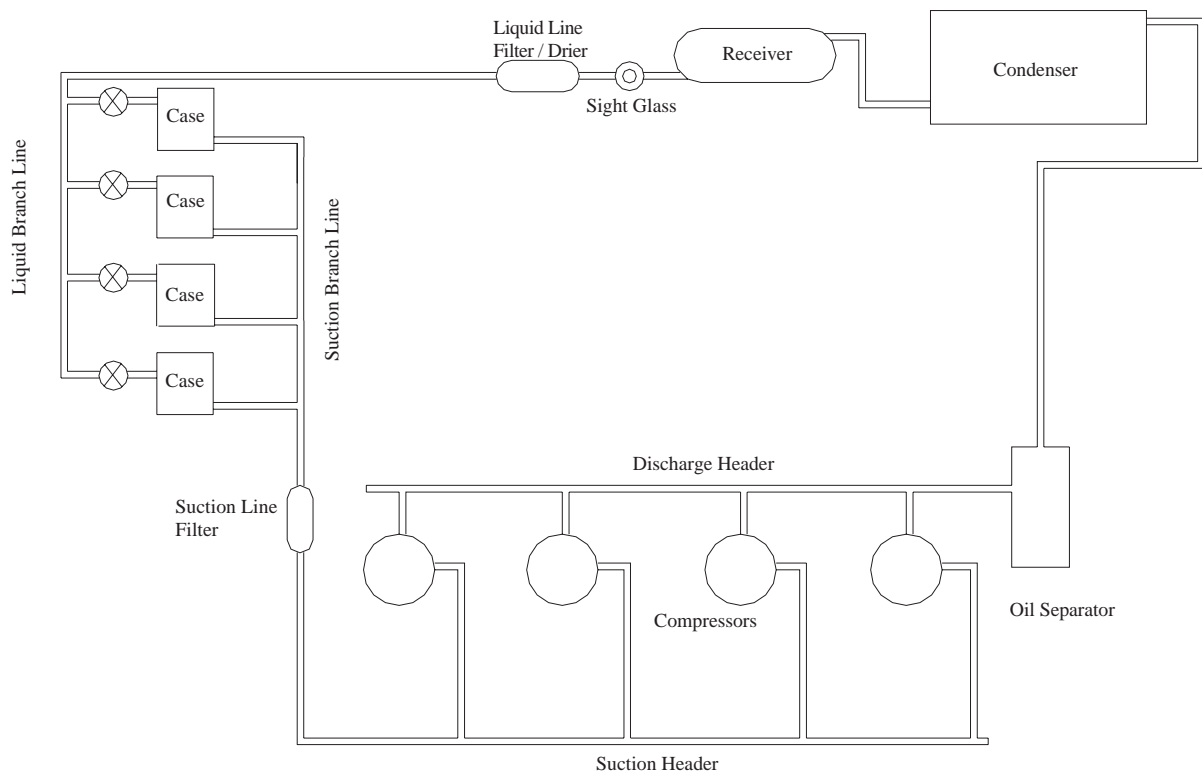 Liquid Line
Filter / Drier
Receiver
Condenser
Sight Glass
Case
Case
Case
Case
Liquid Branch Line
Suction Branch Line
Discharge Header
Suction Line
Filter
Compressors
Oil Separator
Suction Header